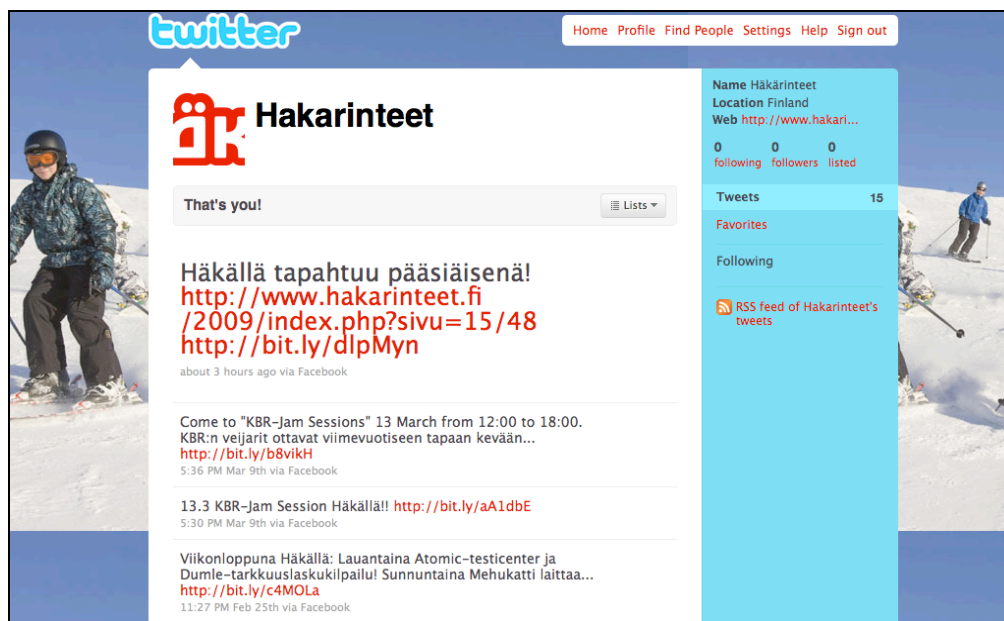 twitter
Home Profile Find People Settings Help Sign out
äk
Hakarinteet
That's you!
Lists
Häkällä tapahtuu pääsiäisenä!
http://www.hakarinteet.fi
/2009/index.php?sivu=15/48
http://bit.ly/dlpMyn
about 3 hours ago via Facebook
Come to "KBR-Jam Sessions" 13 March from 12:00 to 18:00.
KBR:n veijarit ottavat viimevuotiseen tapaan kevään...
http://bit.ly/b8vikH
5:36 PM Mar 9th via Facebook
13.3 KBR-Jam Session Häkällä!! http://bit.ly/aA1dbE
5:30 PM Mar 9th via Facebook
Viikonloppuna Häkällä: Lauantaina Atomic-testicenter ja
Dumle-tarkkuuslaskukilpailu! Sunnuntaina Mehukatti laittaa...
http://bit.ly/c4MOLa
11:27 PM Feb 25th via Facebook
Name Häkärinteet
Location Finland
Web http://www.hakari...
0 0 0
following followers listed
Tweets 15
Favorites
Following
RSS feed of Hakarinteet's
tweets